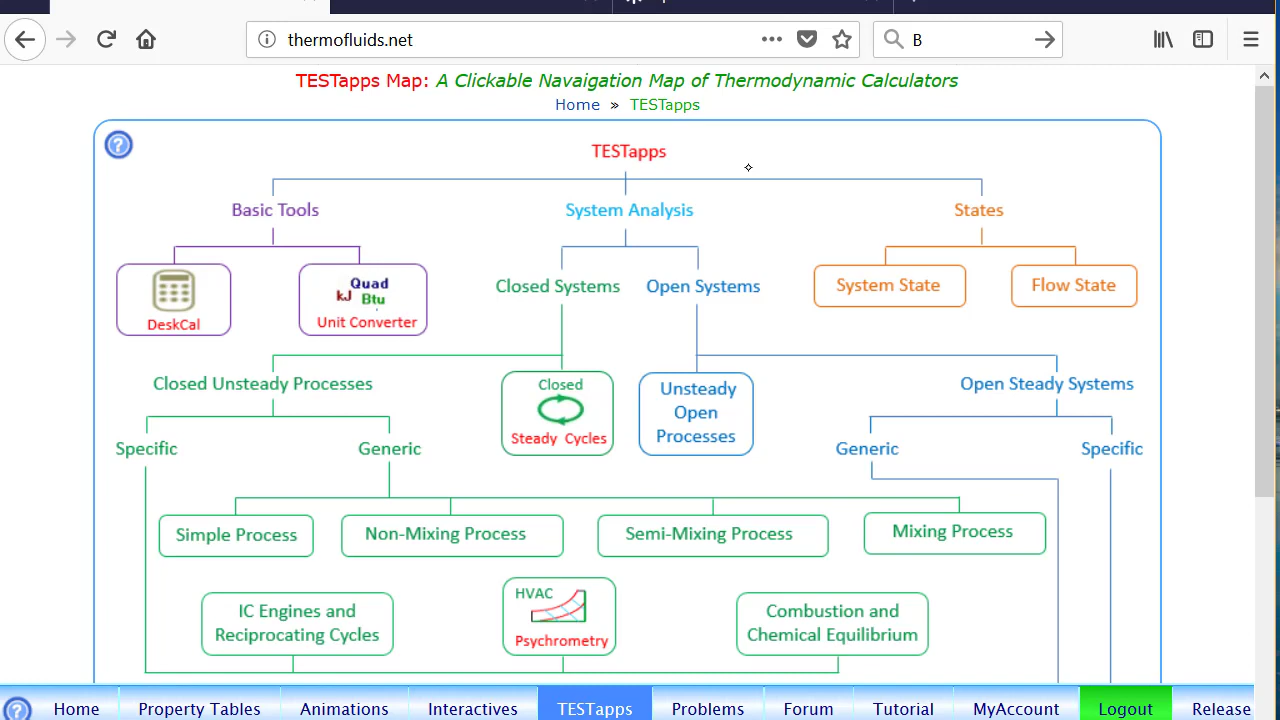 thermofluids.net
B
TESTapps Map: A Clickable Navaigation Map of Thermodynamic Calculators
Home » TESTapps
?
TESTapps
Basic Tools
System Analysis
States
DeskCal
Quad
kJ Btu
Unit Converter
Closed Systems
Open Systems
System State
Flow State
Closed Unsteady Processes
Closed
Steady Cycles
Unsteady
Open
Processes
Open Steady Systems
Specific
Generic
Generic
Specific
Simple Process
Non-Mixing Process
Semi-Mixing Process
Mixing Process
IC Engines and
Reciprocating Cycles
HVAC
Psychrometry
Combustion and
Chemical Equilibrium
? Home Property Tables Animations Interactives TESTapps Problems Forum Tutorial MyAccount Logout Release